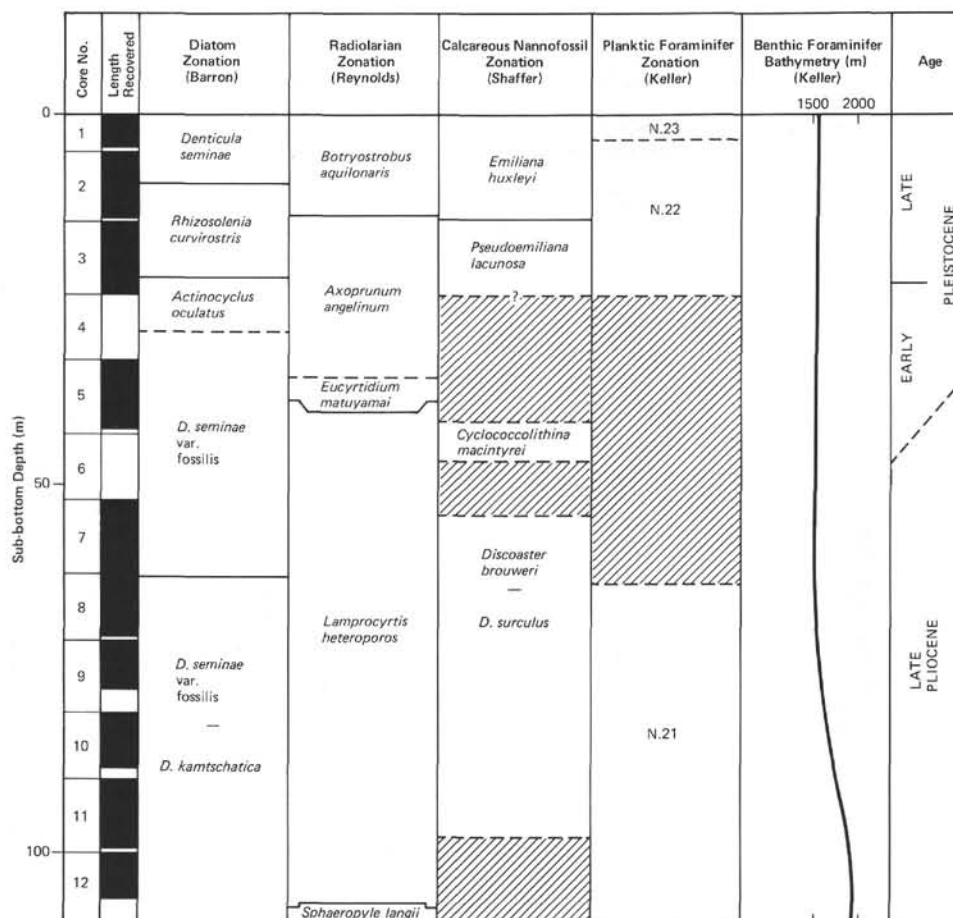 Core No.
Length
Recovered
Diatom
Zonation
(Barron)
Radiolarian
Zonation
(Reynolds)
Calcareous Nannofossil
Zonation
(Shaffer)
Planktic Foraminifer
Zonation
(Keller)
Benthic Foraminifer
Bathymetry (m)
(Keller)
1500 2000
Age
Sub-bottom Depth (m)
0
50
100
1
2
3
4
5
6
7
8
9
10
11
12
Denticula
seminae
Rhizosolenia
curvirostris
Actinocyclus
oculatus
D. seminae
var.
fossilis
D. seminae
var.
fossilis
—
D. kamtschatica
Botryostrobus
aquilonaris
Axoprunum
angelinum
Eucyrtidium
matuyamai
Lamprocyrtis
heteroporos
Sphaeropyle langii
Emiliana
huxleyi
Pseudoemiliana
lacunosa
?
Cyclococcolithina
macintyrei
Discoaster
brouweri
—
D. surculus
N.23
N.22
N.21
LATE
EARLY
PLEISTOCENE
LATE
PLIOCENE